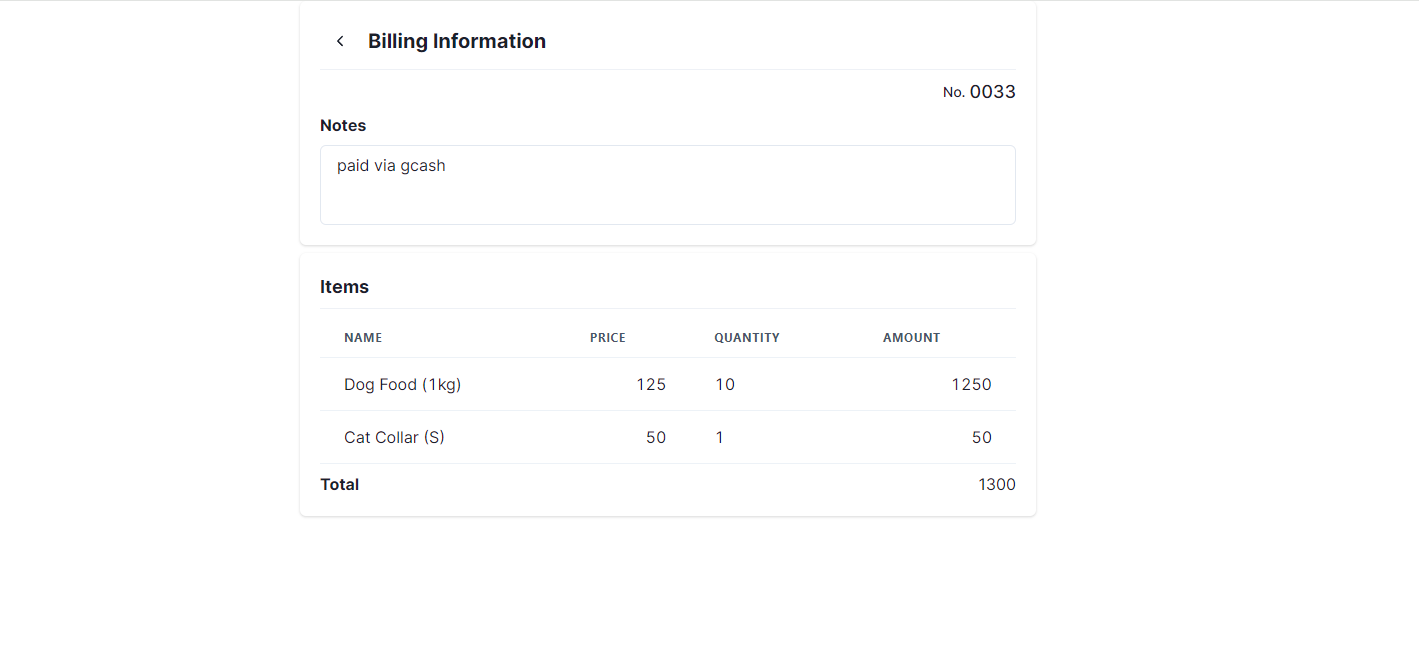 Billing Information
No. 0033
Notes
paid via gcash
Items
NAME PRICE QUANTITY AMOUNT
Dog Food (1kg) 125 10 1250
Cat Collar (S) 50 1 50
Total 1300